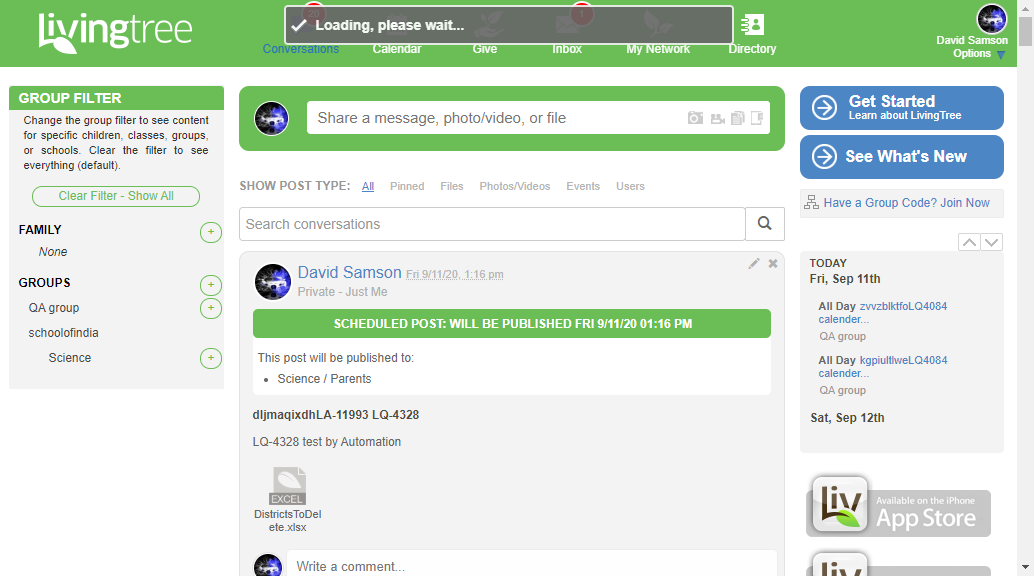 livingtree
20
1
Loading, please wait...
Conversations
Calendar
Give
Inbox
My Network
Directory
David Samson
Options
GROUP FILTER
Change the group filter to see content
for specific children, classes, groups,
or schools. Clear the filter to see
everything (default).
Clear Filter - Show All
FAMILY
+
None
GROUPS
+
QA group
+
schoolofindia
Science
+
Share a message, photo/video, or file
SHOW POST TYPE: All Pinned Files Photos/Videos Events Users
Search conversations
David Samson Fri 9/11/20, 1:16 pm
Private - Just Me
SCHEDULED POST: WILL BE PUBLISHED FRI 9/11/20 01:16 PM
This post will be published to:
• Science / Parents
dljmaqixdhLA-11993 LQ-4328
LQ-4328 test by Automation
EXCEL
DistrictsToDel
ete.xlsx
Write a comment...
Get Started
Learn about LivingTree
See What's New
Have a Group Code? Join Now
TODAY
Fri, Sep 11th
All Day zvvzblktfoLQ4084
calender...
QA group
All Day kgpiultlweLQ4084
calender...
QA group
Sat, Sep 12th
Liv
Available on the iPhone
App Store
Liv